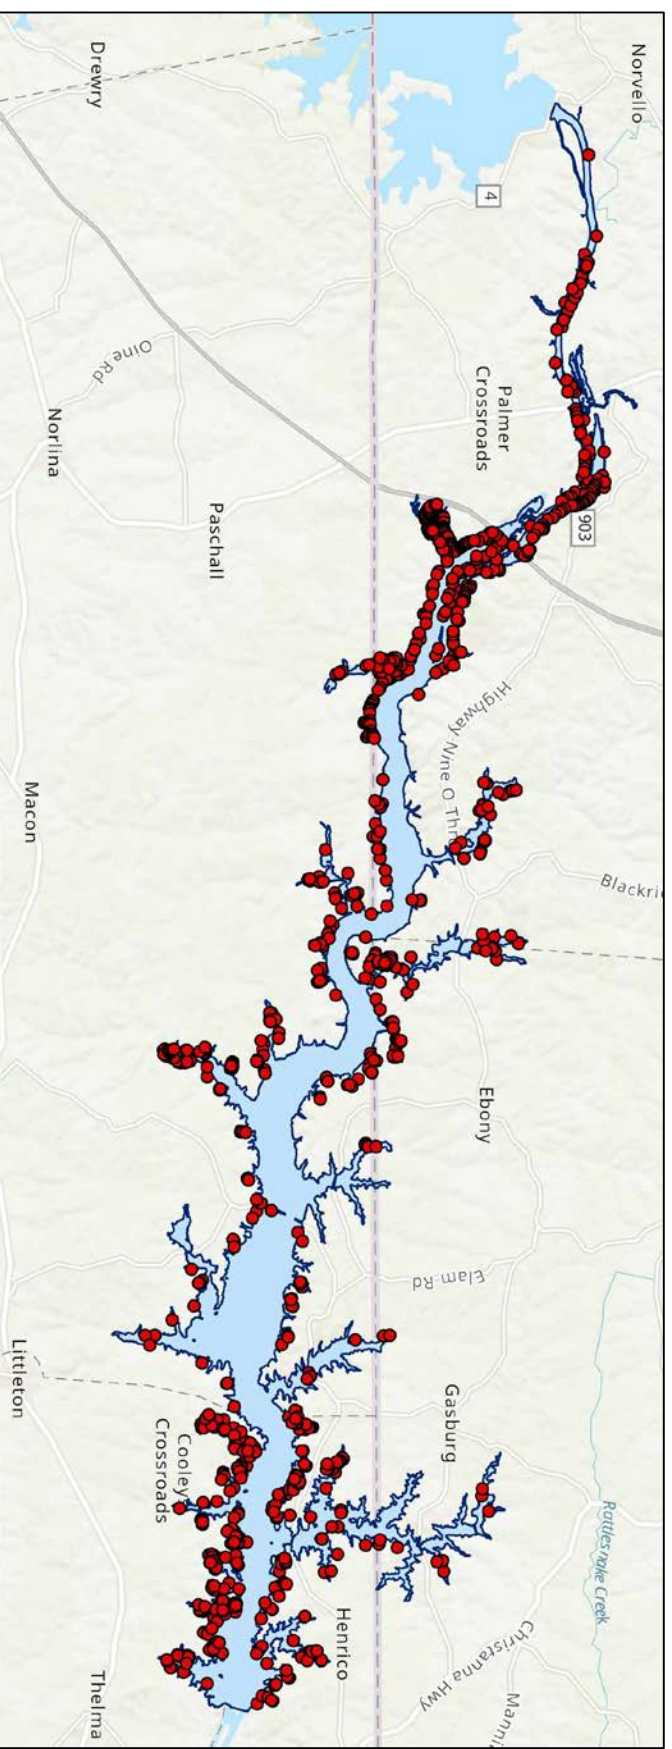 Norvello
Drewry
4
Oine Rd
Palmer
Crossroads
Norlina
Paschall
903
Highway Nine O Thr
Macon
Blackri
Ebony
Elam Rd
Littleton
Gasburg
Cooley
Crossroads
Rattlesnake Creek
Henrico
Christanna Hwy
Manni
Thelma